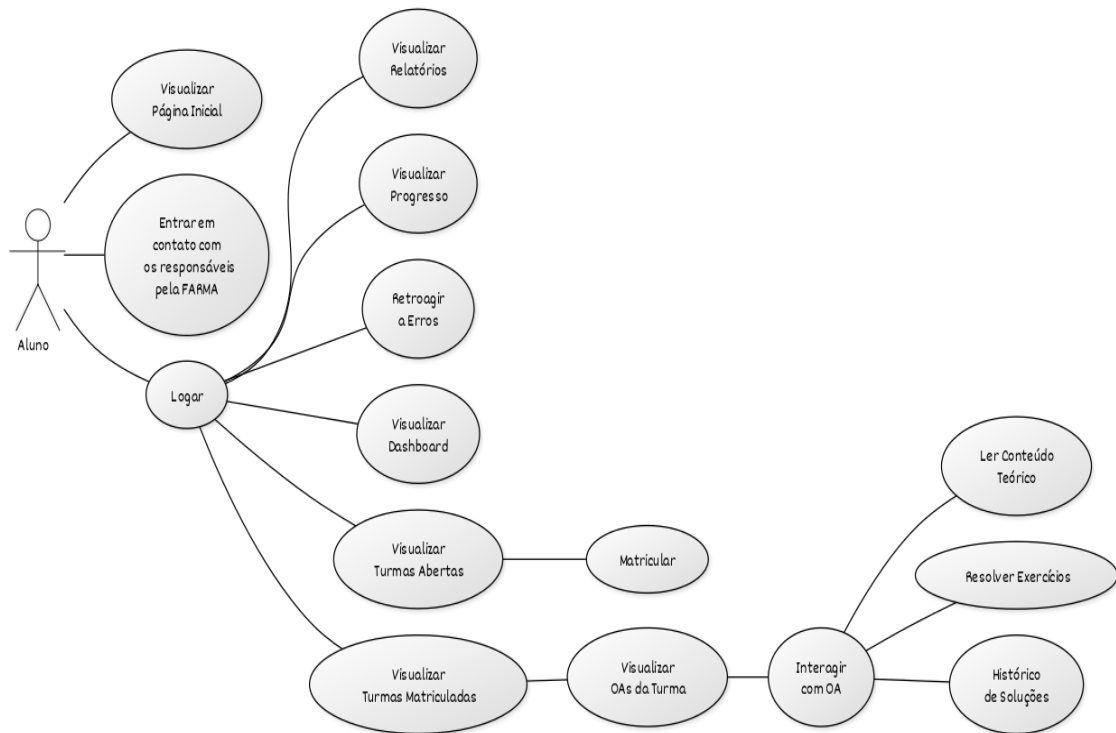 Visualizar
Relatórios
Visualizar
Página Inicial
Visualizar
Progresso
Entrar em
contato com
os responsáveis
pela FARMA
Aluno
Retroagir
a Erros
Logar
Visualizar
Dashboard
Ler Conteúdo
Teórico
Visualizar
Turmas Abertas
Matricular
Resolver Exercícios
Visualizar
Turmas Matriculadas
Visualizar
OAs da Turma
Interagir
com OA
Histórico
de Soluções